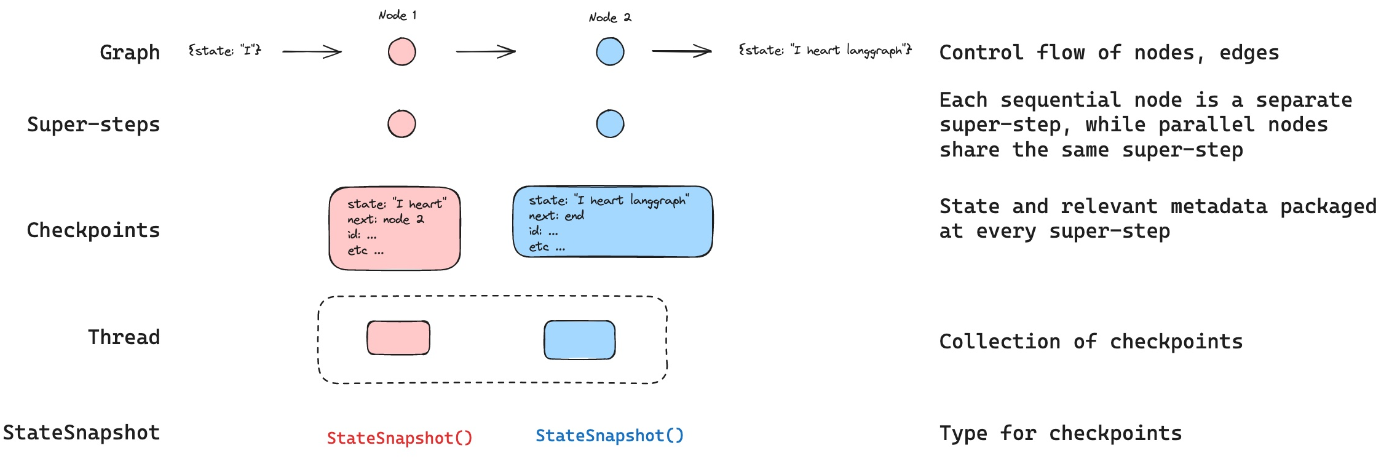 Node 1
Node 2
Graph
{state: "I"}
{state: "I heart langgraph"}
Control flow of nodes, edges
Super-steps
Each sequential node is a separate
super-step, while parallel nodes
share the same super-step
Checkpoints
state: "I heart"
next: node 2
id: ...
etc ...
state: "I heart langgraph"
next: end
id: ...
etc ...
State and relevant metadata packaged
at every super-step
Thread
Collection of checkpoints
StateSnapshot
StateSnapshot()
StateSnapshot()
Type for checkpoints